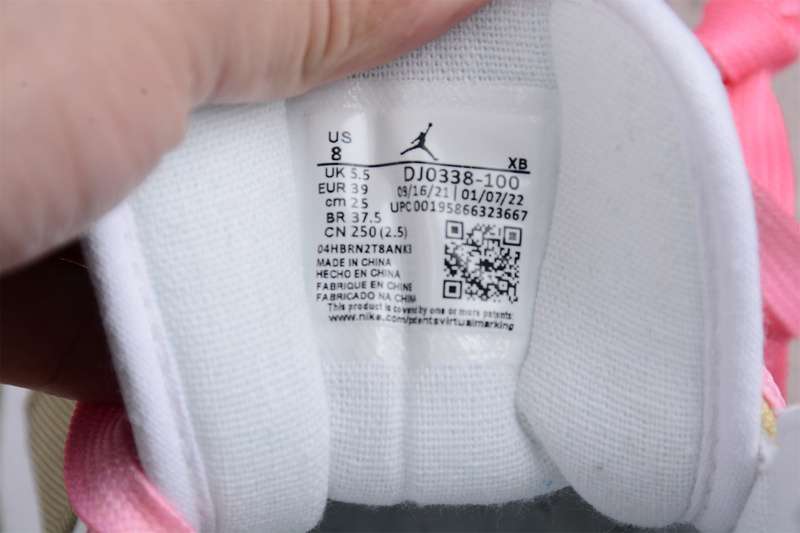 US
8
XB
UK 5.5
EUR 39
cm 25
BR 37.5
CN 250 (2.5)
DJ0338-100
09/16/21 | 01/07/22
UPC 00195866323667
04HBRN2T8ANK3
MADE IN CHINA
HECHO EN CHINA
FABRIQUE EN CHINE
FABRICADO NA CHINA
This product is covered by one or more patents:
www.nike.com/patentsvirtualmarking